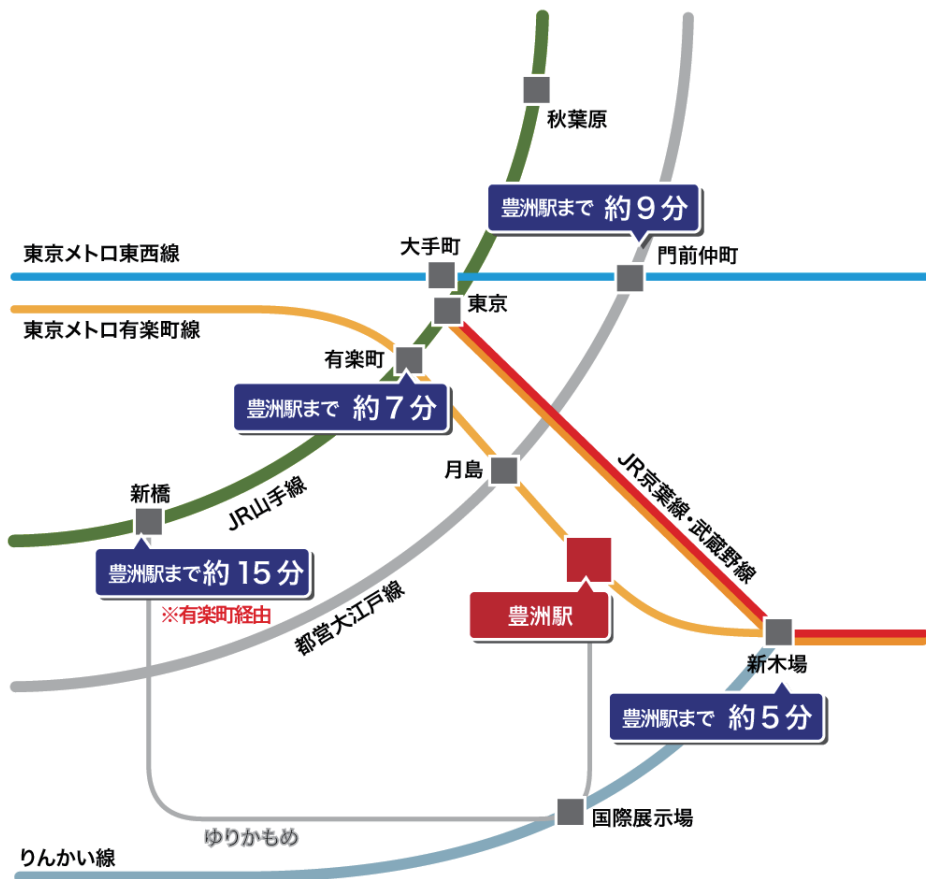 秋葉原
豊洲駅まで 約9分
東京メトロ東西線
大手町
門前仲町
東京
東京メトロ有楽町線
有楽町
豊洲駅まで 約7分
月島
JR京葉線・武蔵野線
新橋
JR山手線
豊洲駅まで 約15分
※有楽町経由
豊洲駅
都営大江戸線
新木場
豊洲駅まで 約5分
国際展示場
ゆりかもめ
りんかい線